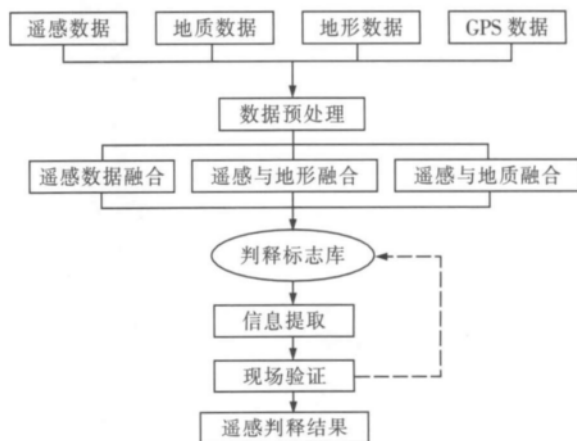 遥感数据
地质数据
地形数据
GPS 数据
数据预处理
遥感数据融合
遥感与地形融合
遥感与地质融合
判释标志库
信息提取
现场验证
遥感判释结果